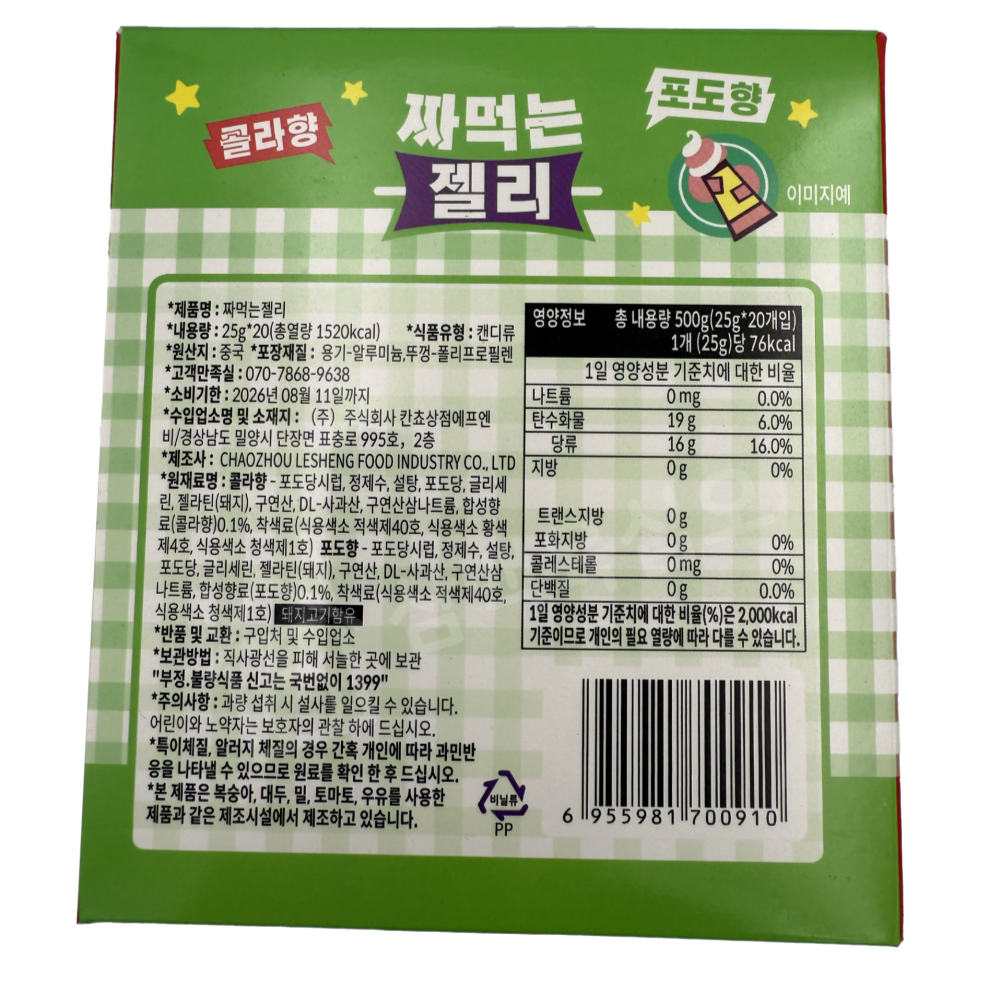 콜라향
짜먹는
젤리
포도향
이미지예
*제품명 : 짜먹는젤리
*내용량 : 25g*20(총열량 1520kcal) *식품유형 : 캔디류
*원산지 : 중국 *포장재질 : 용기-알루미늄,뚜껑-폴리프로필렌
*고객만족실 : 070-7868-9638
*소비기한 : 2026년 08월 11일까지
*수입업소명 및 소재지 : (주) 주식회사 칸쵸상점에프엔
비/경상남도 밀양시 단장면 표충로 995호, 2층
*제조사 : CHAOZHOU LESHENG FOOD INDUSTRY CO., LTD
*원재료명 : 콜라향 - 포도당시럽, 정제수, 설탕, 포도당, 글리세
린, 젤라틴(돼지), 구연산, DL-사과산, 구연산삼나트륨, 합성향
료(콜라향)0.1%, 착색료(식용색소 적색제40호, 식용색소 황색
제4호, 식용색소 청색제1호) 포도향 - 포도당시럽, 정제수, 설탕,
포도당, 글리세린, 젤라틴(돼지), 구연산, DL-사과산, 구연산삼
나트륨, 합성향료(포도향)0.1%, 착색료(식용색소 적색제40호,
식용색소 청색제1호) 돼지고기함유
*반품 및 교환 : 구입처 및 수입업소
*보관방법 : 직사광선을 피해 서늘한 곳에 보관
"부정.불량식품 신고는 국번없이 1399"
*주의사항 : 과량 섭취 시 설사를 일으킬 수 있습니다.
어린이와 노약자는 보호자의 관찰 하에 드십시오.
*특이체질, 알러지 체질의 경우 간혹 개인에 따라 과민반
응을 나타낼 수 있으므로 원료를 확인 한 후 드십시오.
*본 제품은 복숭아, 대두, 밀, 토마토, 우유를 사용한
제품과 같은 제조시설에서 제조하고 있습니다.
영양정보 총 내용량 500g(25g*20개입)
1개 (25g)당 76kcal
1일 영양성분 기준치에 대한 비율
나트륨 0 mg 0.0%
탄수화물 19 g 6.0%
당류 16 g 16.0%
지방 0 g 0%
트랜스지방 0 g
포화지방 0 g 0%
콜레스테롤 0 mg 0%
단백질 0 g 0.0%
1일 영양성분 기준치에 대한 비율(%)은 2,000kcal
기준이므로 개인의 필요 열량에 따라 다를 수 있습니다.
비닐류
PP
6 955981 700910